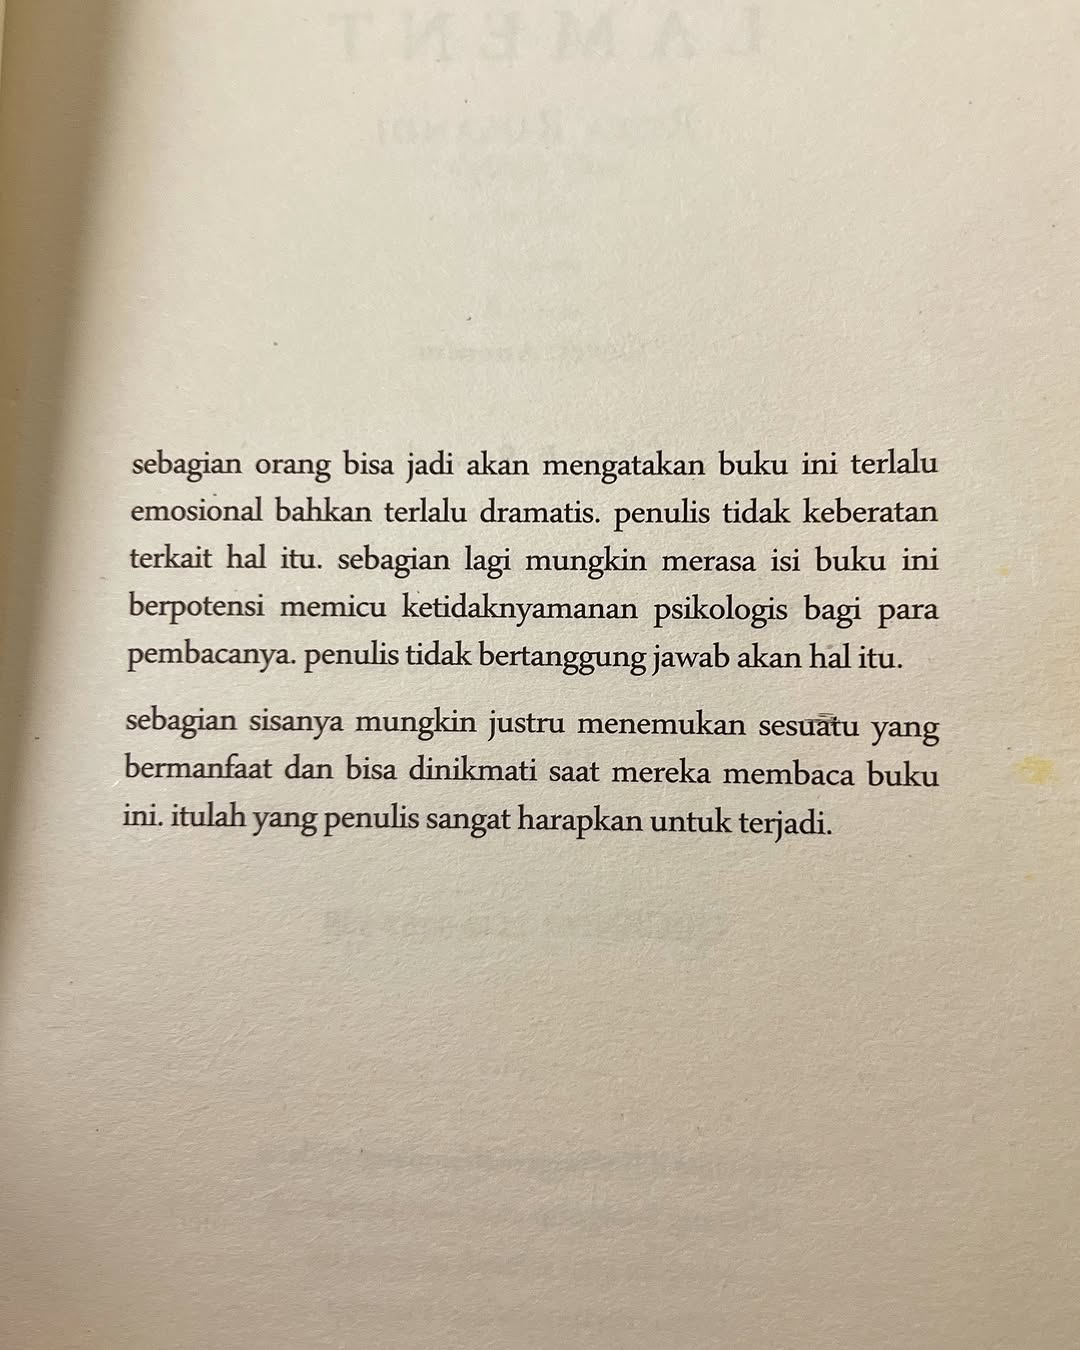 LAMENT
sebagian orang bisa jadi akan mengatakan buku ini terlalu
emosional bahkan terlalu dramatis. penulis tidak keberatan
terkait hal itu. sebagian lagi mungkin merasa isi buku ini
berpotensi memicu ketidaknyamanan psikologis bagi para
pembacanya. penulis tidak bertanggung jawab akan hal itu.
sebagian sisanya mungkin justru menemukan sesuatu yang
bermanfaat dan bisa dinikmati saat mereka membaca buku
ini. itulah yang penulis sangat harapkan untuk terjadi.